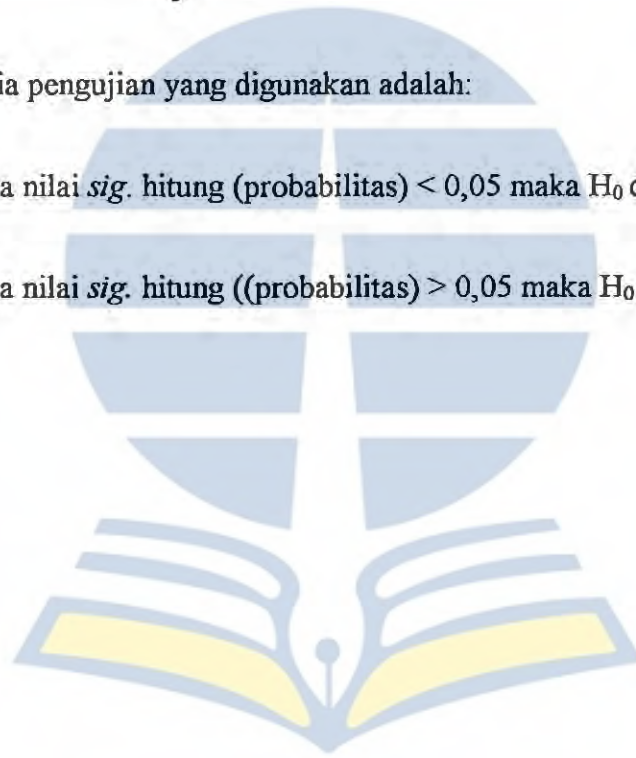 ia pengujian yang digunakan adalah:
a nilai sig. hitung (probabilitas) < 0,05 maka H₀
a nilai sig. hitung ((probabilitas) > 0,05 maka H₀